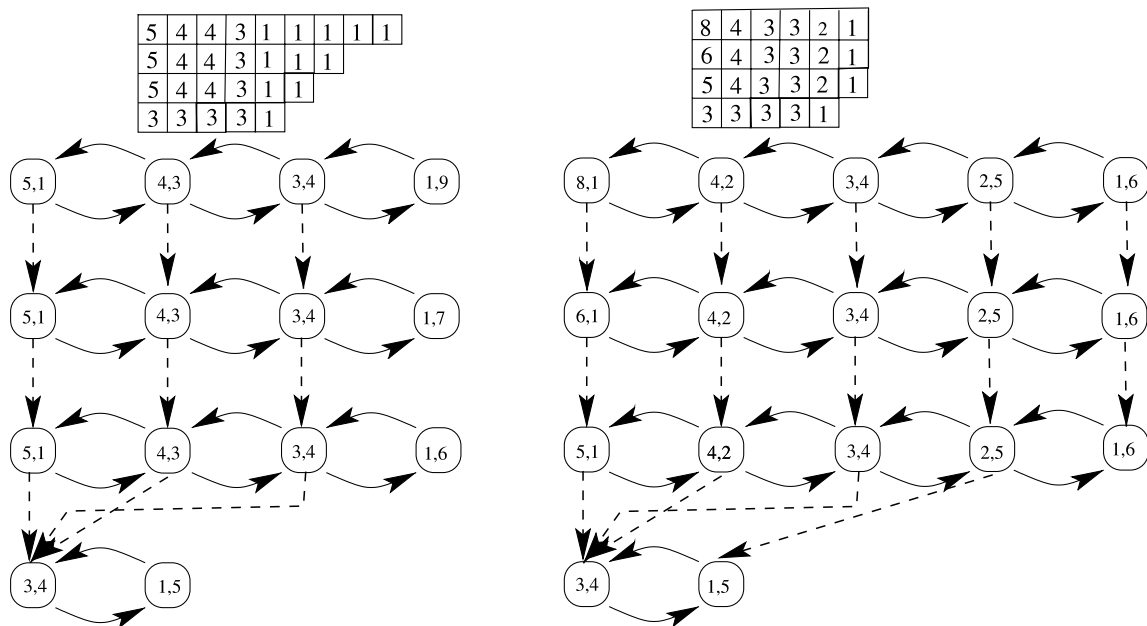 5 4 4 3 1 1 1 1 1
5 4 4 3 1 1 1
5 4 4 3 1 1
3 3 3 3 1
5,1 4,3 3,4 1,9
5,1 4,3 3,4 1,7
5,1 4,3 3,4 1,6
3,4 1,5
8 4 3 3 2 1
6 4 3 3 2 1
5 4 3 3 2 1
3 3 3 3 1
8,1 4,2 3,4 2,5 1,6
6,1 4,2 3,4 2,5 1,6
5,1 4,2 3,4 2,5 1,6
3,4 1,5